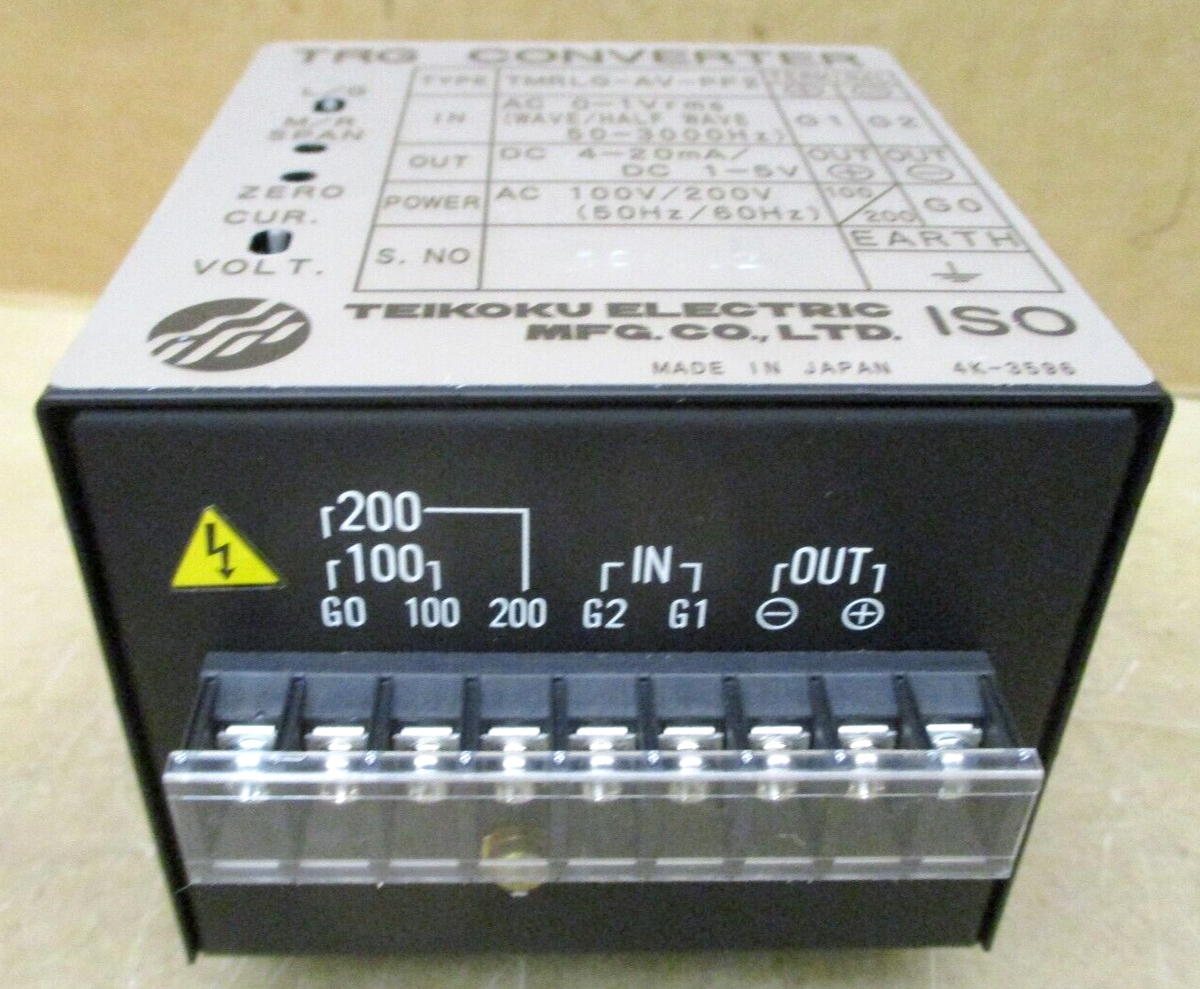 TRG CONVERTER
L/G
M/R
SPAN
ZERO
CUR.
VOLT.
TYPE TMRLG-AV-PF2 TERMINAL
IN AC 0-1Vrms G1 G2
(WAVE/HALF WAVE
50-3000Hz)
OUT DC 4-20mA/ OUT OUT
DC 1-5V ⊕ ⊖
POWER AC 100V/200V 100/200 G0
(50Hz/60Hz)
S. NO EARTH
TEIKOKU ELECTRIC ISO
MFG.CO.,LTD.
MADE IN JAPAN 4K-3596
200
100 IN OUT
G0 100 200 G2 G1 ⊖ ⊕